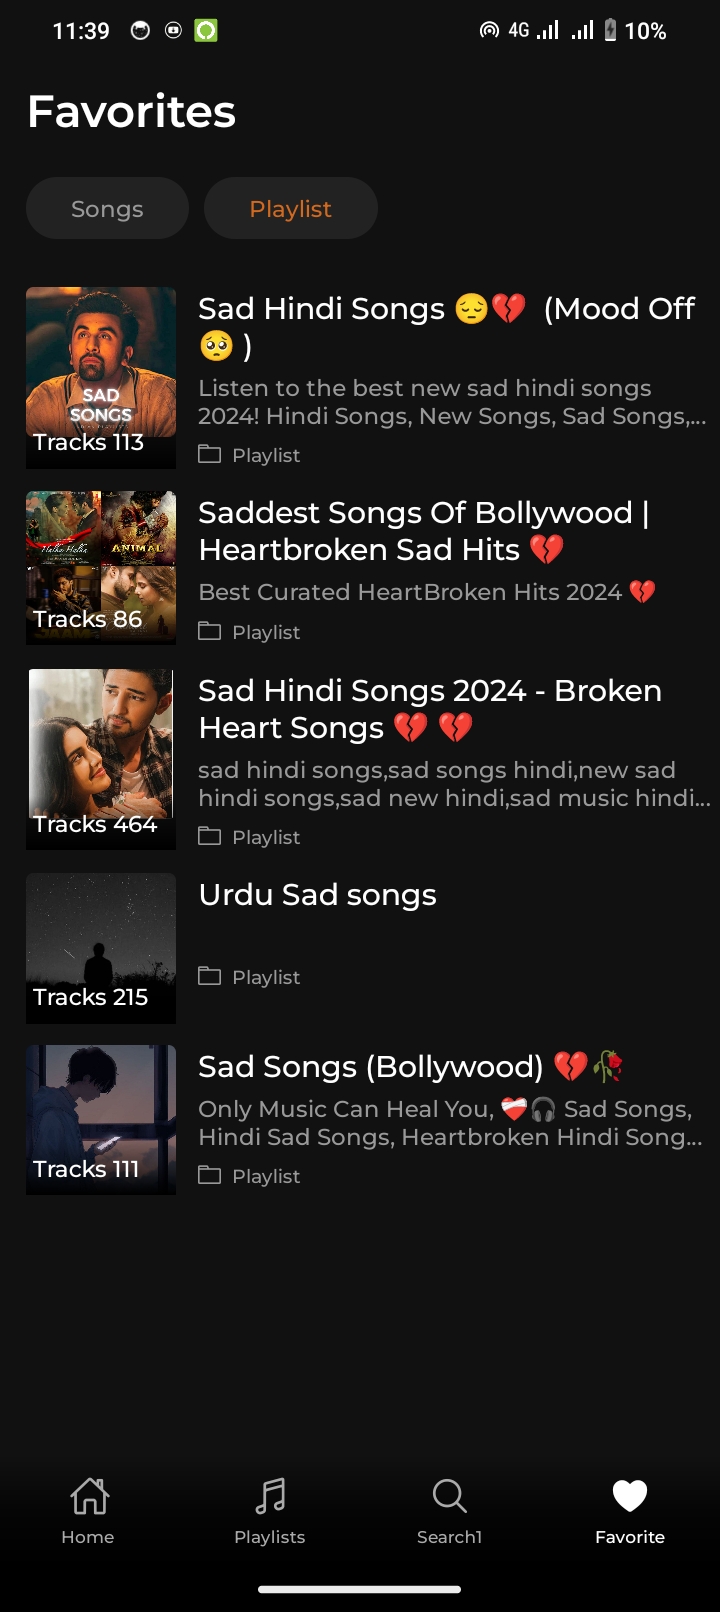 11:39 4G 10%
Favorites
Songs Playlist
Sad Hindi Songs 😔💔 (Mood Off
🥺 )
Listen to the best new sad hindi songs
2024! Hindi Songs, New Songs, Sad Songs,...
SAD
SONGS
Tracks 113
Playlist
Saddest Songs Of Bollywood |
Heartbroken Sad Hits 💔
Best Curated HeartBroken Hits 2024 💔
ANIMAL
Tracks 86
Playlist
Sad Hindi Songs 2024 - Broken
Heart Songs 💔 💔
sad hindi songs,sad songs hindi,new sad
hindi songs,sad new hindi,sad music hindi...
Tracks 464
Playlist
Urdu Sad songs
Tracks 215
Playlist
Sad Songs (Bollywood) 💔🥀
Only Music Can Heal You, ❤️‍🩹🎧 Sad Songs,
Hindi Sad Songs, Heartbroken Hindi Song...
Tracks 111
Playlist
Home Playlists Search1 Favorite